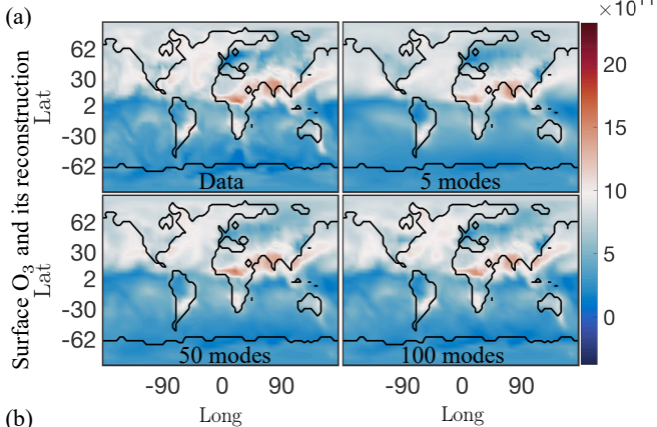 (a)
×10
20
15
10
5
0
Surface O₃ and its reconstruction
Lat
62
30
2
-30
-62
Data
5 modes
Lat
62
30
2
-30
-62
50 modes
100 modes
-90 0 90
-90 0 90
Long
Long
(b)